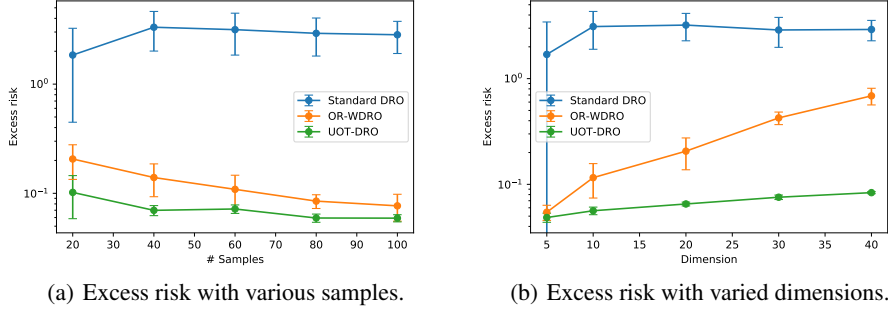 Excess risk
10^0
10^-1
Standard DRO
OR-WDRO
UOT-DRO
20 30 40 50 60 70 80 90 100
# Samples
(a) Excess risk with various samples.
Excess risk
10^0
10^-1
Standard DRO
OR-WDRO
UOT-DRO
5 10 15 20 25 30 35 40
Dimension
(b) Excess risk with varied dimensions.